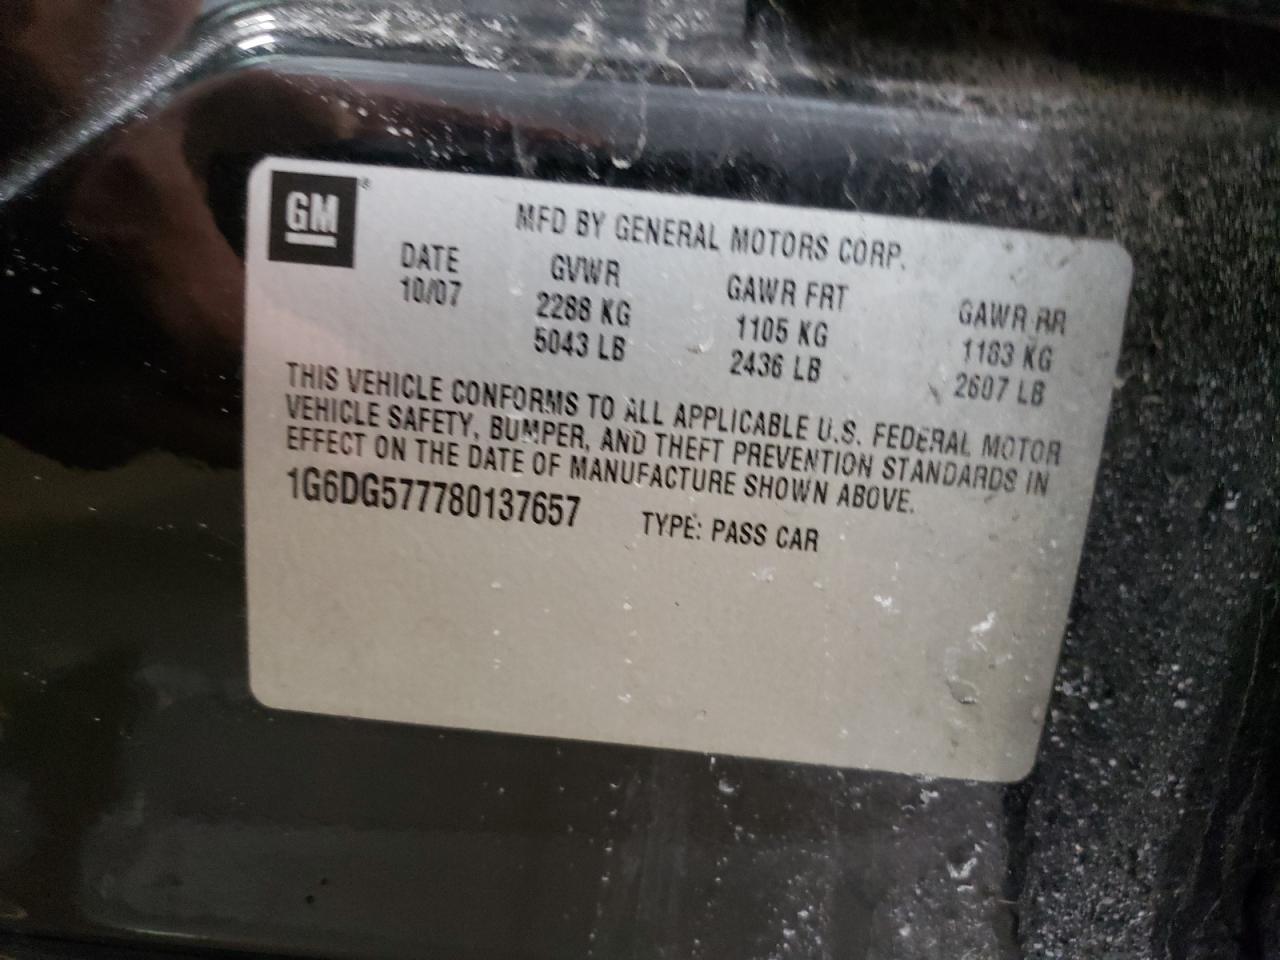 GM®
MFD BY GENERAL MOTORS CORP.
DATE GVWR GAWR FRT GAWR RR
10/07 2288 KG 1105 KG 1183 KG
5043 LB 2436 LB 2607 LB
THIS VEHICLE CONFORMS TO ALL APPLICABLE U.S. FEDERAL MOTOR
VEHICLE SAFETY, BUMPER, AND THEFT PREVENTION STANDARDS IN
EFFECT ON THE DATE OF MANUFACTURE SHOWN ABOVE.
1G6DG577780137657 TYPE: PASS CAR